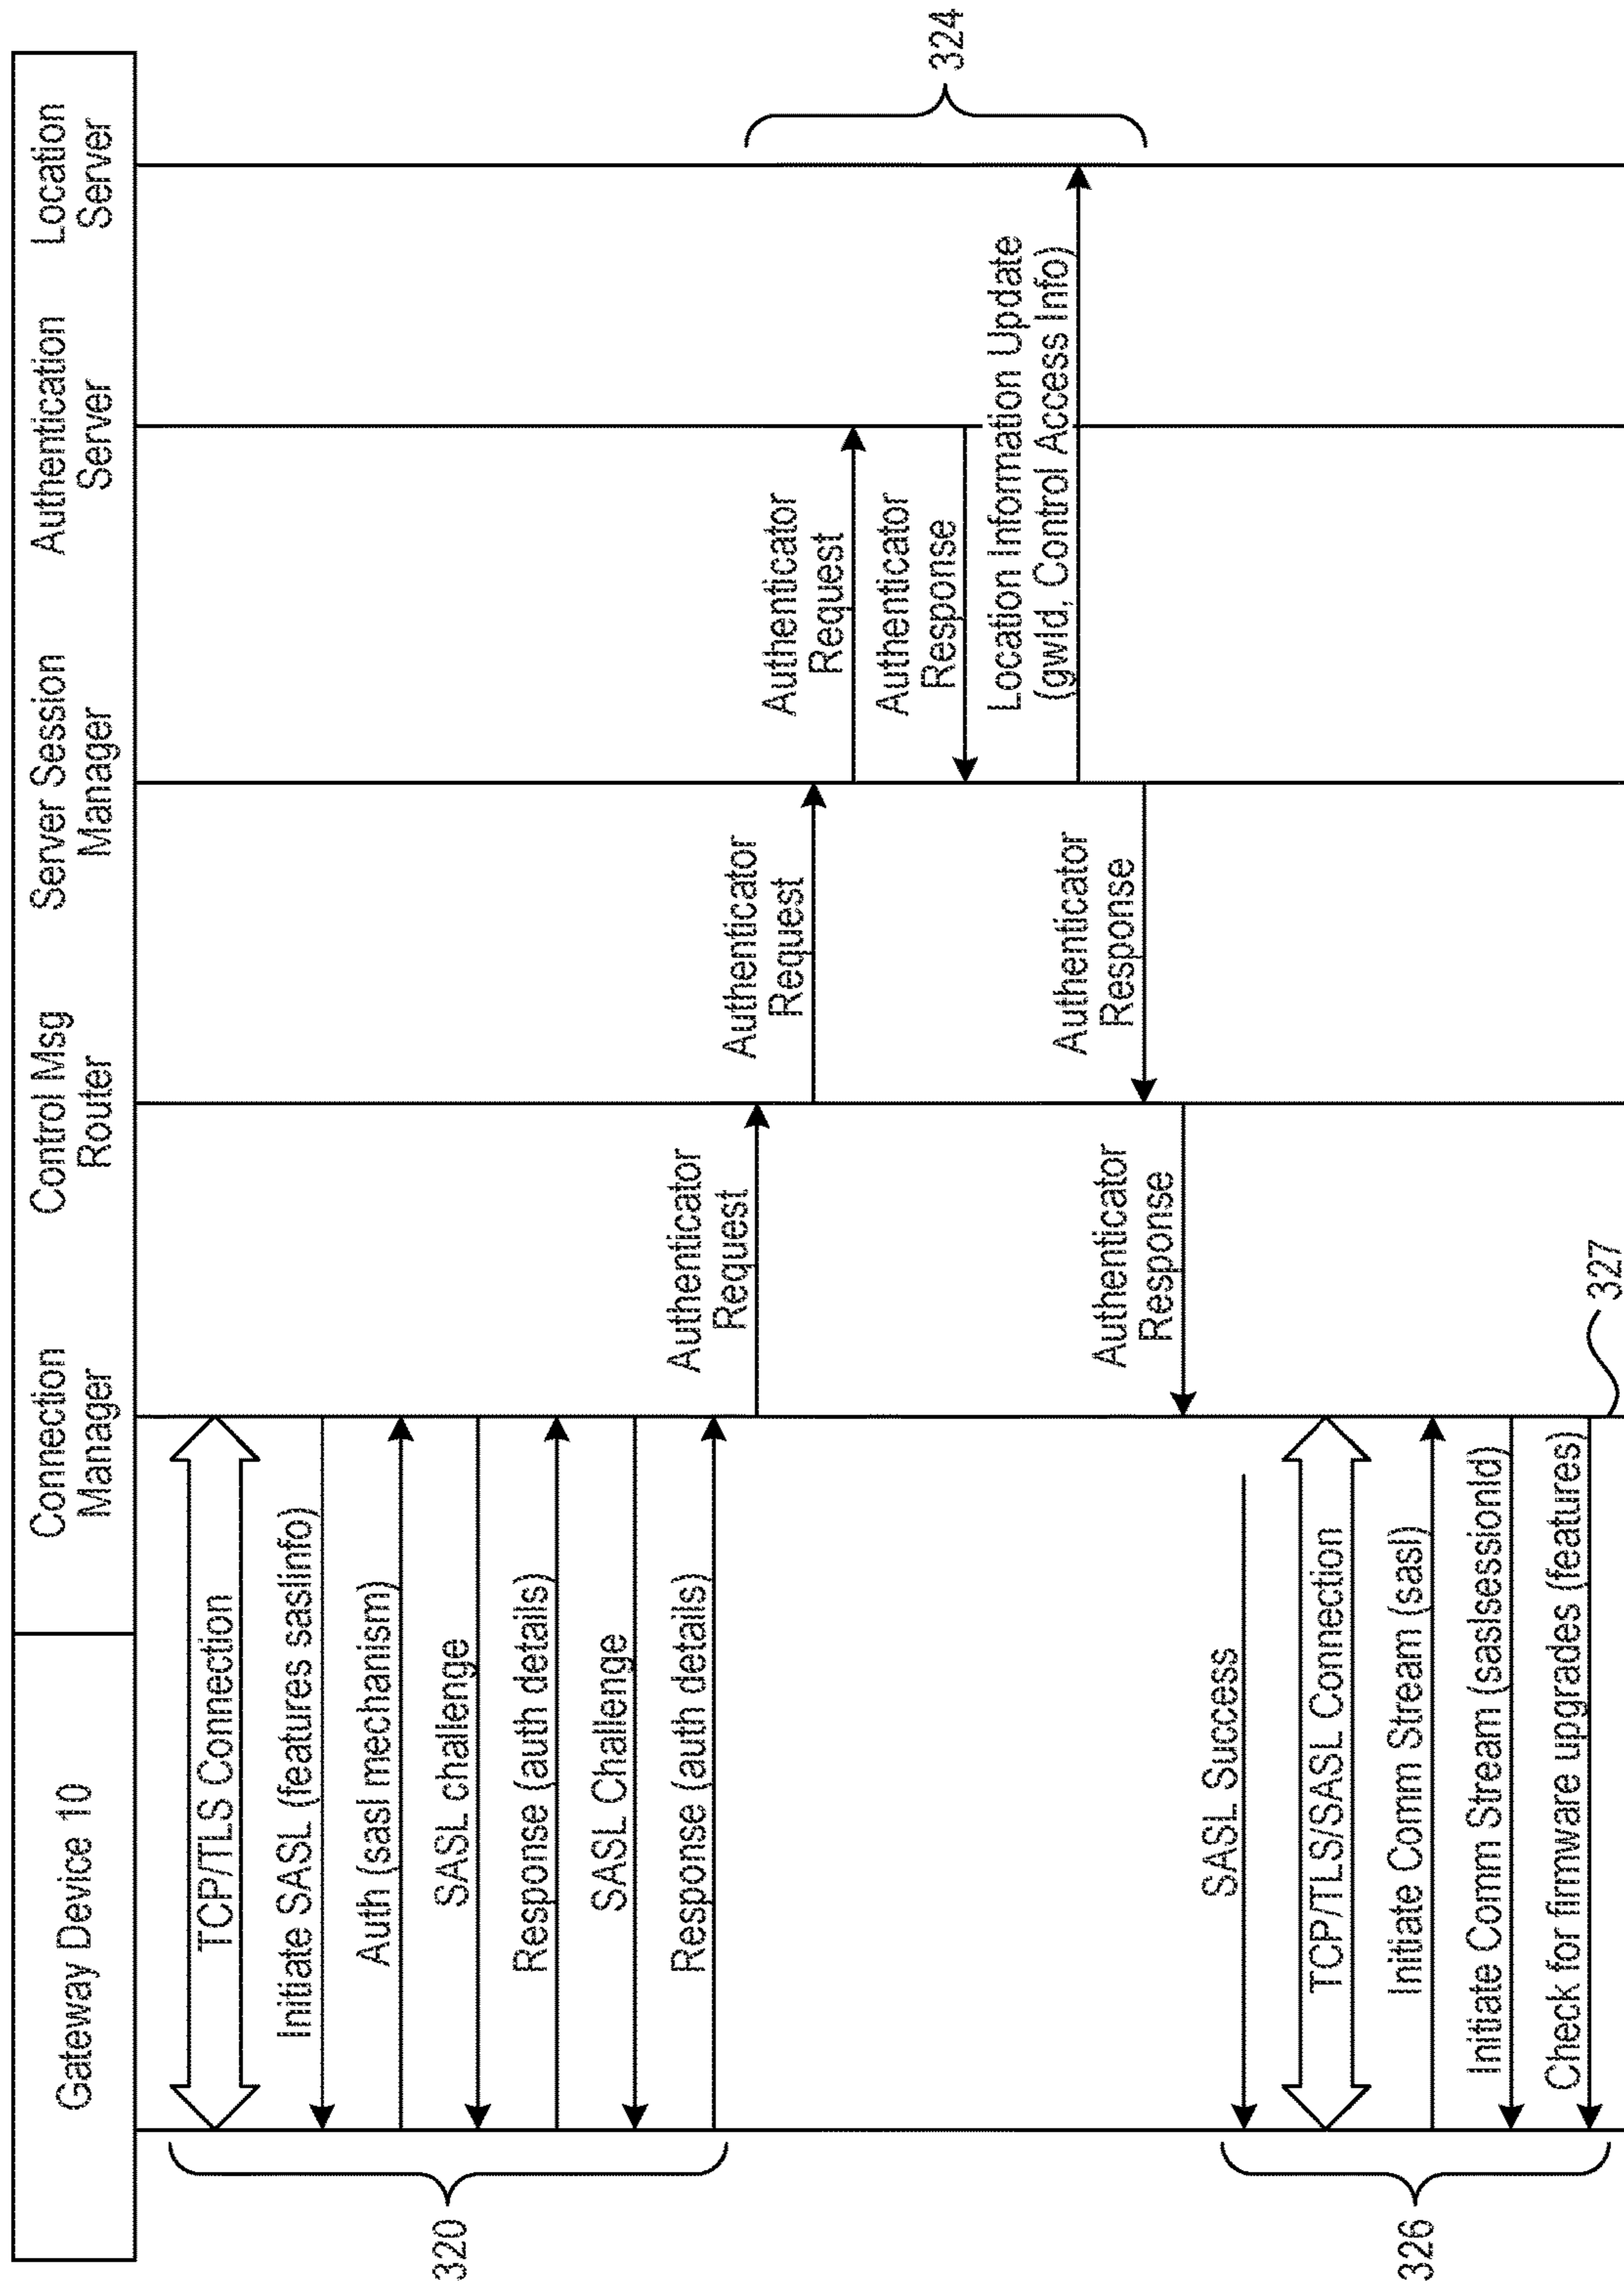 Gateway Device 10
Connection
Manager
Control Msg
Router
Server Session
Manager
Authentication
Server
Location
Server
TCP/TLS Connection
Initiate SASL (features saslinfo)
Auth (sasl mechanism)
SASL challenge
Response (auth details)
SASL Challenge
Response (auth details)
320
Authenticator
Request
Authenticator
Request
Authenticator
Request
Authenticator
Response
Location Information Update
(gwId, Control Access Info)
324
Authenticator
Response
Authenticator
Response
SASL Success
TCP/TLS/SASL Connection
Initiate Comm Stream (sasl)
Initiate Comm Stream (saslsessionId)
Check for firmware upgrades (features)
326
327